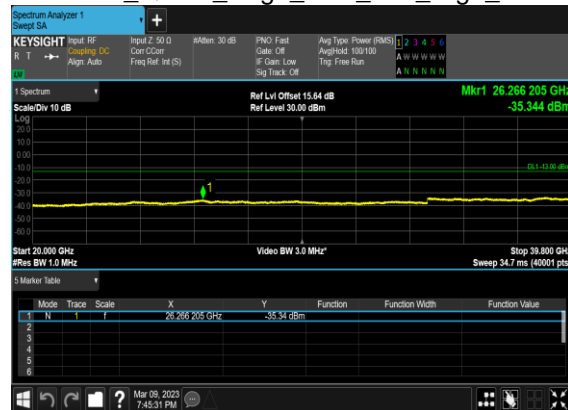 Spectrum Analyzer 1
Swept SA
+
KEYSIGHT Input: RF Input Z: 50 Ω #Atten: 30 dB PNO: Fast Avg Type: Power (RMS) 1 2 3 4 5 6
R T Coupling: DC Corr CCorr Gate: Off Avg|Hold: 100/100 A W W W W W
Align: Auto Freq Ref: Int (S) IF Gain: Low Trig: Free Run
LXI Sig Track: Off A N N N N N
1 Spectrum Ref Lvl Offset 15.64 dB Mkr1 26.266 205 GHz
Scale/Div 10 dB Ref Level 30.00 dBm -35.344 dBm
Log
20.0
10.0
0.00
-10.0 DL1 -13.00 dBm
-20.0
-30.0 1
-40.0
-50.0
-60.0
Start 20.000 GHz Video BW 3.0 MHz* Stop 39.800 GHz
#Res BW 1.0 MHz Sweep 34.7 ms (40001 pts)
5 Marker Table
Mode Trace Scale X Y Function Function Width Function Value
1 N 1 f 26.266 205 GHz -35.34 dBm
2
3
4
5
6
? Mar 09, 2023
7:45:31 PM